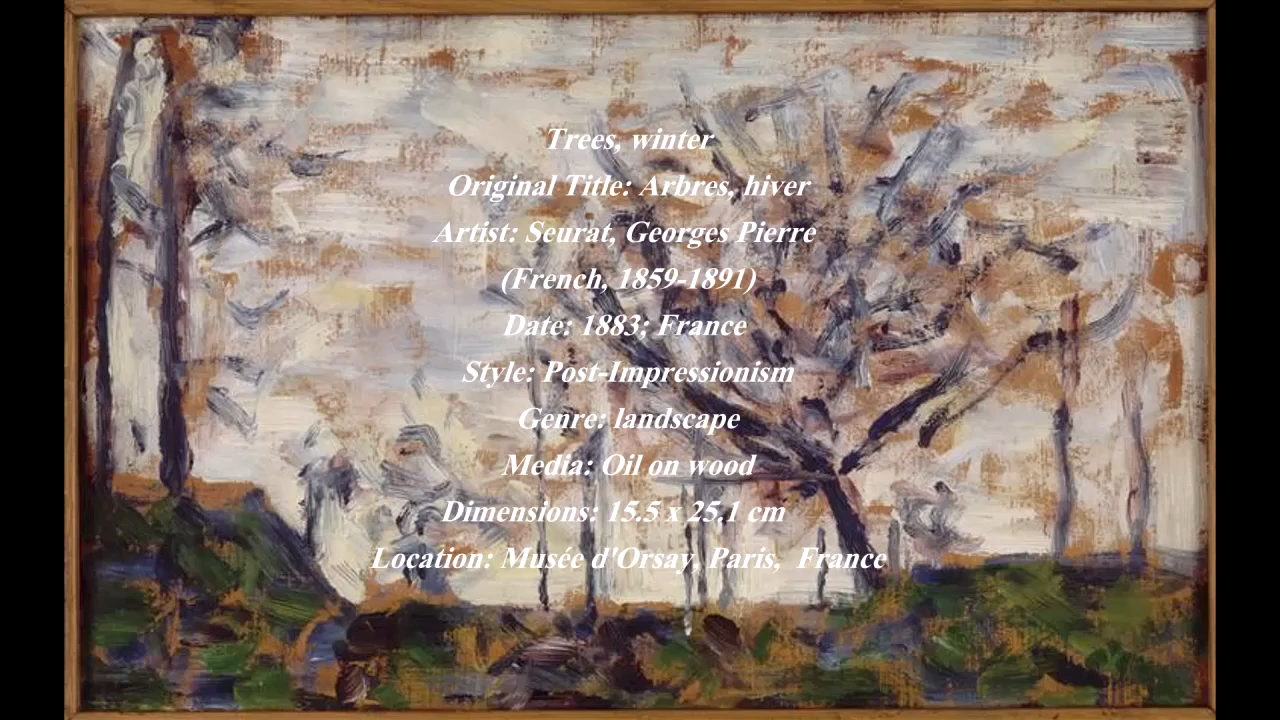 Trees, winter
Original Title: Arbres, hiver
Artist: Seurat, Georges Pierre
(French, 1859-1891)
Date: 1883; France
Style: Post-Impressionism
Genre: landscape
Media: Oil on wood
Dimensions: 15.5 x 25.1 cm
Location: Musée d'Orsay, Paris,  France